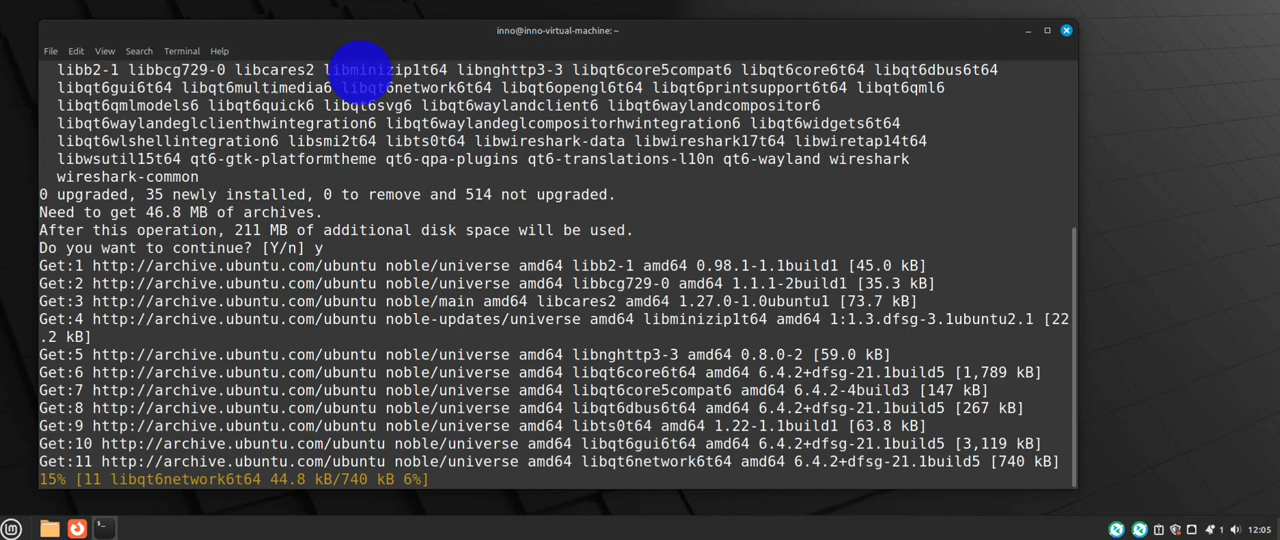 inno@inno-virtual-machine: ~
File Edit View Search Terminal Help
libb2-1 libbcg729-0 libcares2 libminizip1t64 libnghttp3-3 libqt6core5compat6 libqt6core6t64 libqt6dbus6t64
libqt6gui6t64 libqt6multimedia6 libqt6network6t64 libqt6opengl6t64 libqt6printsupport6t64 libqt6qml6
libqt6qmlmodels6 libqt6quick6 libqt6svg6 libqt6waylandclient6 libqt6waylandcompositor6
libqt6waylandeglclienthwintegration6 libqt6waylandeglcompositorhwintegration6 libqt6widgets6t64
libqt6wlshellintegration6 libsmi2t64 libts0t64 libwireshark-data libwireshark17t64 libwiretap14t64
libwsutil15t64 qt6-gtk-platformtheme qt6-qpa-plugins qt6-translations-l10n qt6-wayland wireshark
wireshark-common
0 upgraded, 35 newly installed, 0 to remove and 514 not upgraded.
Need to get 46.8 MB of archives.
After this operation, 211 MB of additional disk space will be used.
Do you want to continue? [Y/n] y
Get:1 http://archive.ubuntu.com/ubuntu noble/universe amd64 libb2-1 amd64 0.98.1-1.1build1 [45.0 kB]
Get:2 http://archive.ubuntu.com/ubuntu noble/universe amd64 libbcg729-0 amd64 1.1.1-2build1 [35.3 kB]
Get:3 http://archive.ubuntu.com/ubuntu noble/main amd64 libcares2 amd64 1.27.0-1.0ubuntu1 [73.7 kB]
Get:4 http://archive.ubuntu.com/ubuntu noble-updates/universe amd64 libminizip1t64 amd64 1:1.3.dfsg-3.1ubuntu2.1 [22
.2 kB]
Get:5 http://archive.ubuntu.com/ubuntu noble/universe amd64 libnghttp3-3 amd64 0.8.0-2 [59.0 kB]
Get:6 http://archive.ubuntu.com/ubuntu noble/universe amd64 libqt6core6t64 amd64 6.4.2+dfsg-21.1build5 [1,789 kB]
Get:7 http://archive.ubuntu.com/ubuntu noble/universe amd64 libqt6core5compat6 amd64 6.4.2-4build3 [147 kB]
Get:8 http://archive.ubuntu.com/ubuntu noble/universe amd64 libqt6dbus6t64 amd64 6.4.2+dfsg-21.1build5 [267 kB]
Get:9 http://archive.ubuntu.com/ubuntu noble/universe amd64 libts0t64 amd64 1.22-1.1build1 [63.8 kB]
Get:10 http://archive.ubuntu.com/ubuntu noble/universe amd64 libqt6gui6t64 amd64 6.4.2+dfsg-21.1build5 [3,119 kB]
Get:11 http://archive.ubuntu.com/ubuntu noble/universe amd64 libqt6network6t64 amd64 6.4.2+dfsg-21.1build5 [740 kB]
15% [11 libqt6network6t64 44.8 kB/740 kB 6%]
1 12:05